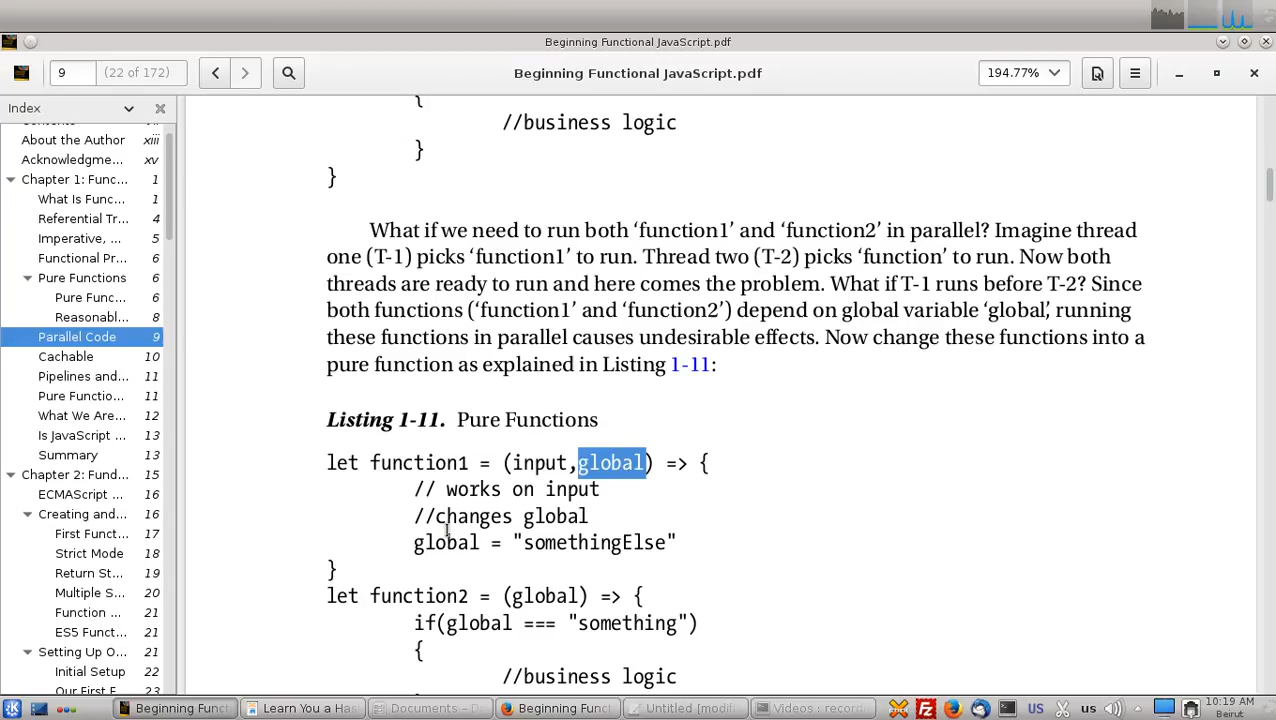 Beginning Functional JavaScript.pdf
9 (22 of 172) Beginning Functional JavaScript.pdf 194.77%
Index
About the Author xiii
Acknowledgme... xv
Chapter 1: Func... 1
What Is Func... 1
Referential Tr... 4
Imperative, ... 5
Functional Pr... 6
Pure Functions 6
Pure Func... 6
Reasonabl... 8
Parallel Code 9
Cachable 10
Pipelines and... 11
Pure Functio... 11
What We Are... 12
Is JavaScript ... 13
Summary 13
Chapter 2: Fund... 15
ECMAScript ... 16
Creating and... 16
First Funct... 17
Strict Mode 18
Return St... 19
Multiple S... 20
Function ... 21
ES5 Funct... 21
Setting Up O... 22
Initial Setup 22
Our First F... 23
{
//business logic
}
}
What if we need to run both ‘function1’ and ‘function2’ in parallel? Imagine thread
one (T-1) picks ‘function1’ to run. Thread two (T-2) picks ‘function’ to run. Now both
threads are ready to run and here comes the problem. What if T-1 runs before T-2? Since
both functions (‘function1’ and ‘function2’) depend on global variable ‘global’, running
these functions in parallel causes undesirable effects. Now change these functions into a
pure function as explained in Listing 1-11:
Listing 1-11. Pure Functions
let function1 = (input,global) => {
// works on input
//changes global
global = "somethingElse"
}
let function2 = (global) => {
if(global === "something")
{
//business logic
Beginning Funct Learn You a Has Documents – D... Beginning Funct Untitled [modifi Videos : record... US us 10:19 AM
Beirut